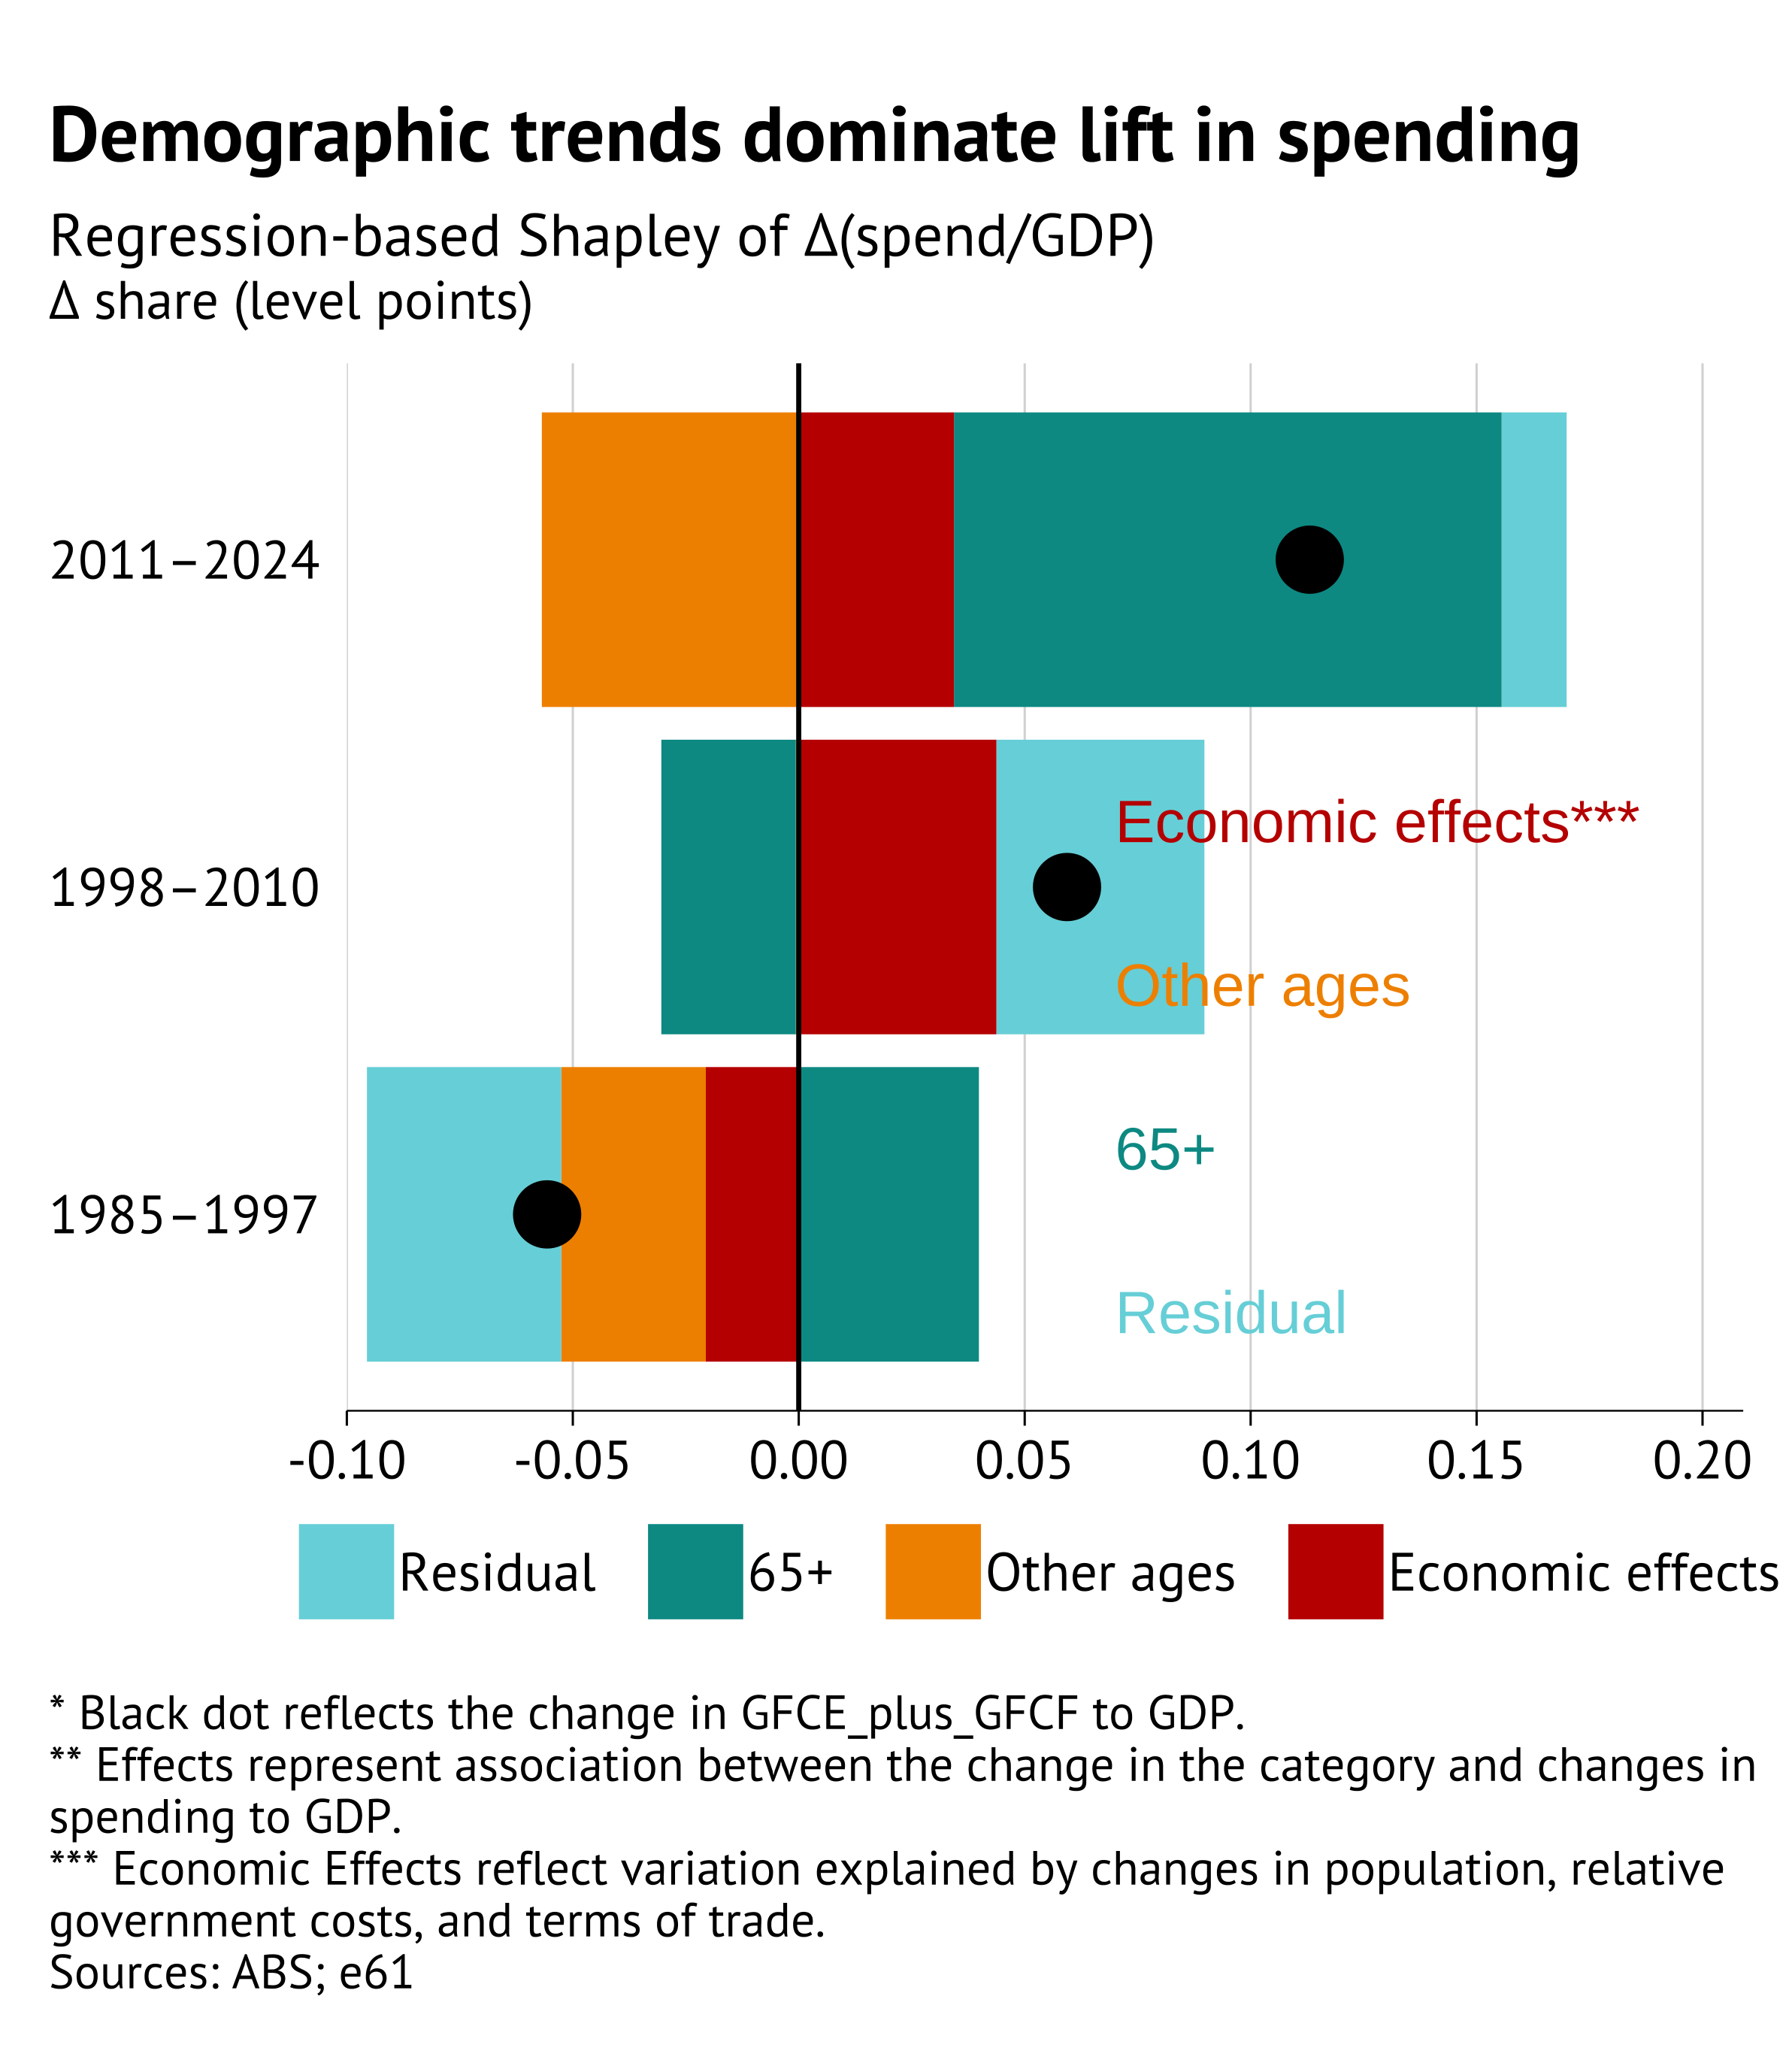 Demographic trends dominate lift in spending
Regression-based Shapley of Δ(spend/GDP)
Δ share (level points)
2011–2024
1998–2010
1985–1997
Economic effects***
Other ages
65+
Residual
-0.10 -0.05 0.00 0.05 0.10 0.15 0.20
Residual 65+ Other ages Economic effects
* Black dot reflects the change in GFCE_plus_GFCF to GDP.
** Effects represent association between the change in the category and changes in
spending to GDP.
*** Economic Effects reflect variation explained by changes in population, relative
government costs, and terms of trade.
Sources: ABS; e61